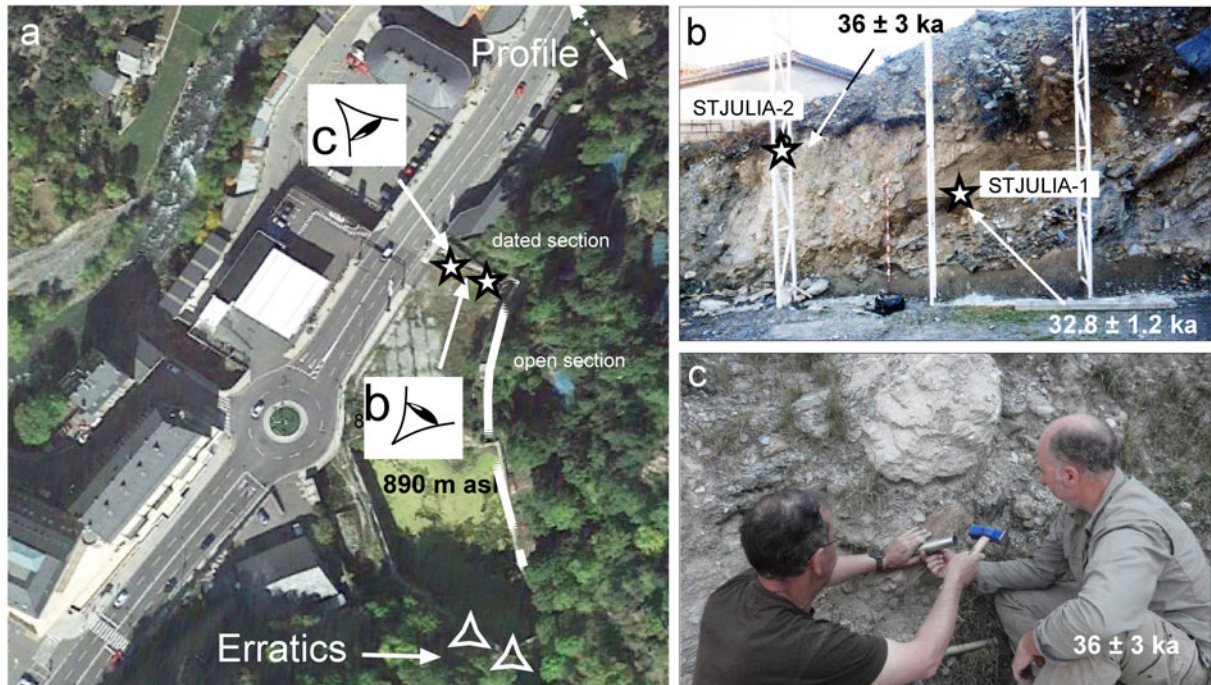 a
Profile
c
dated section
open section
b
8
890 m asl
Erratics
b
36 ± 3 ka
STJULIA-2
STJULIA-1
32.8 ± 1.2 ka
c
36 ± 3 ka